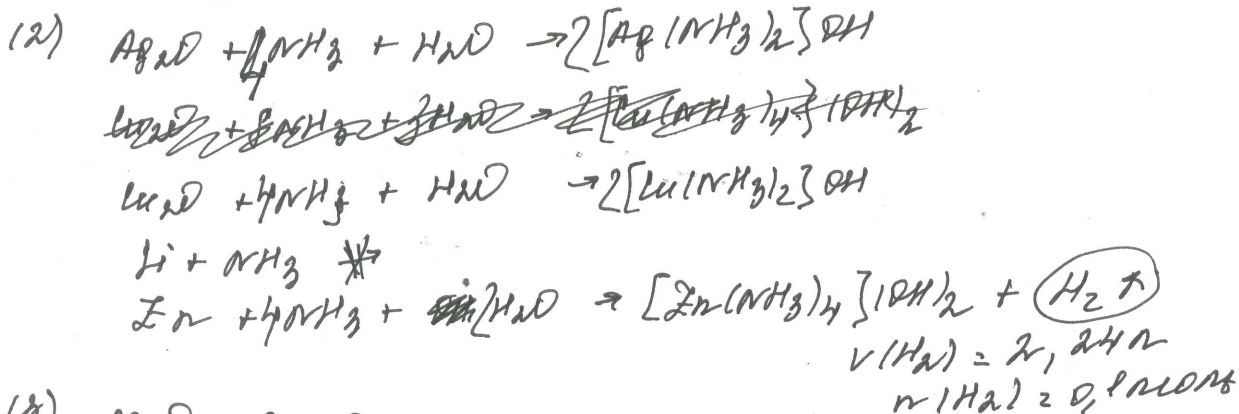 (2) Ag₂O + 4NH₃ + H₂O → 2[Ag(NH₃)₂]OH
Cu₂O + 4NH₃ + H₂O → 2[Cu(NH₃)₂]OH
Si + NH₃ ↛
Zn + 4NH₃ + 2H₂O → [Zn(NH₃)₄](OH)₂ + H₂↑
V(H₂) = 2,24л
n(H₂) = 0,1моль